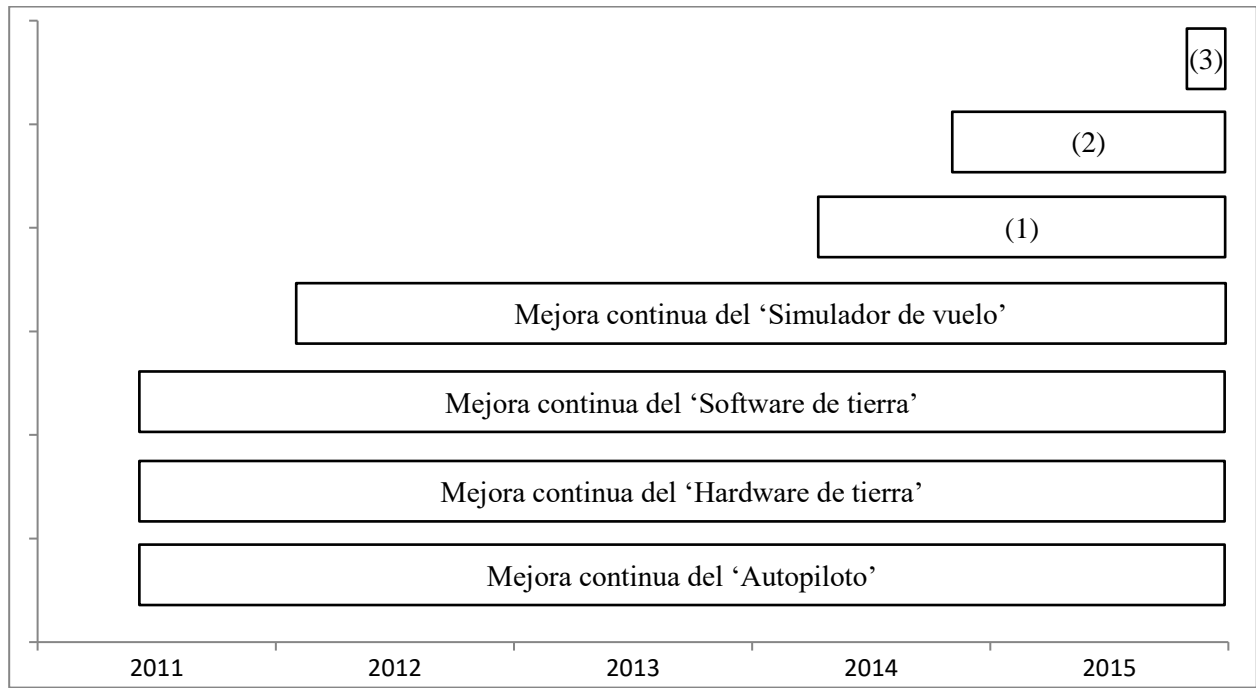 (3)
(2)
(1)
Mejora continua del ‘Simulador de vuelo’
Mejora continua del ‘Software de tierra’
Mejora continua del ‘Hardware de tierra’
Mejora continua del ‘Autopiloto’
2011 2012 2013 2014 2015